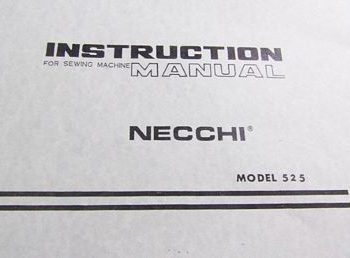 INSTRUCTION
FOR SEWING MACHINE MANUAL
NECCHI®
MODEL 525